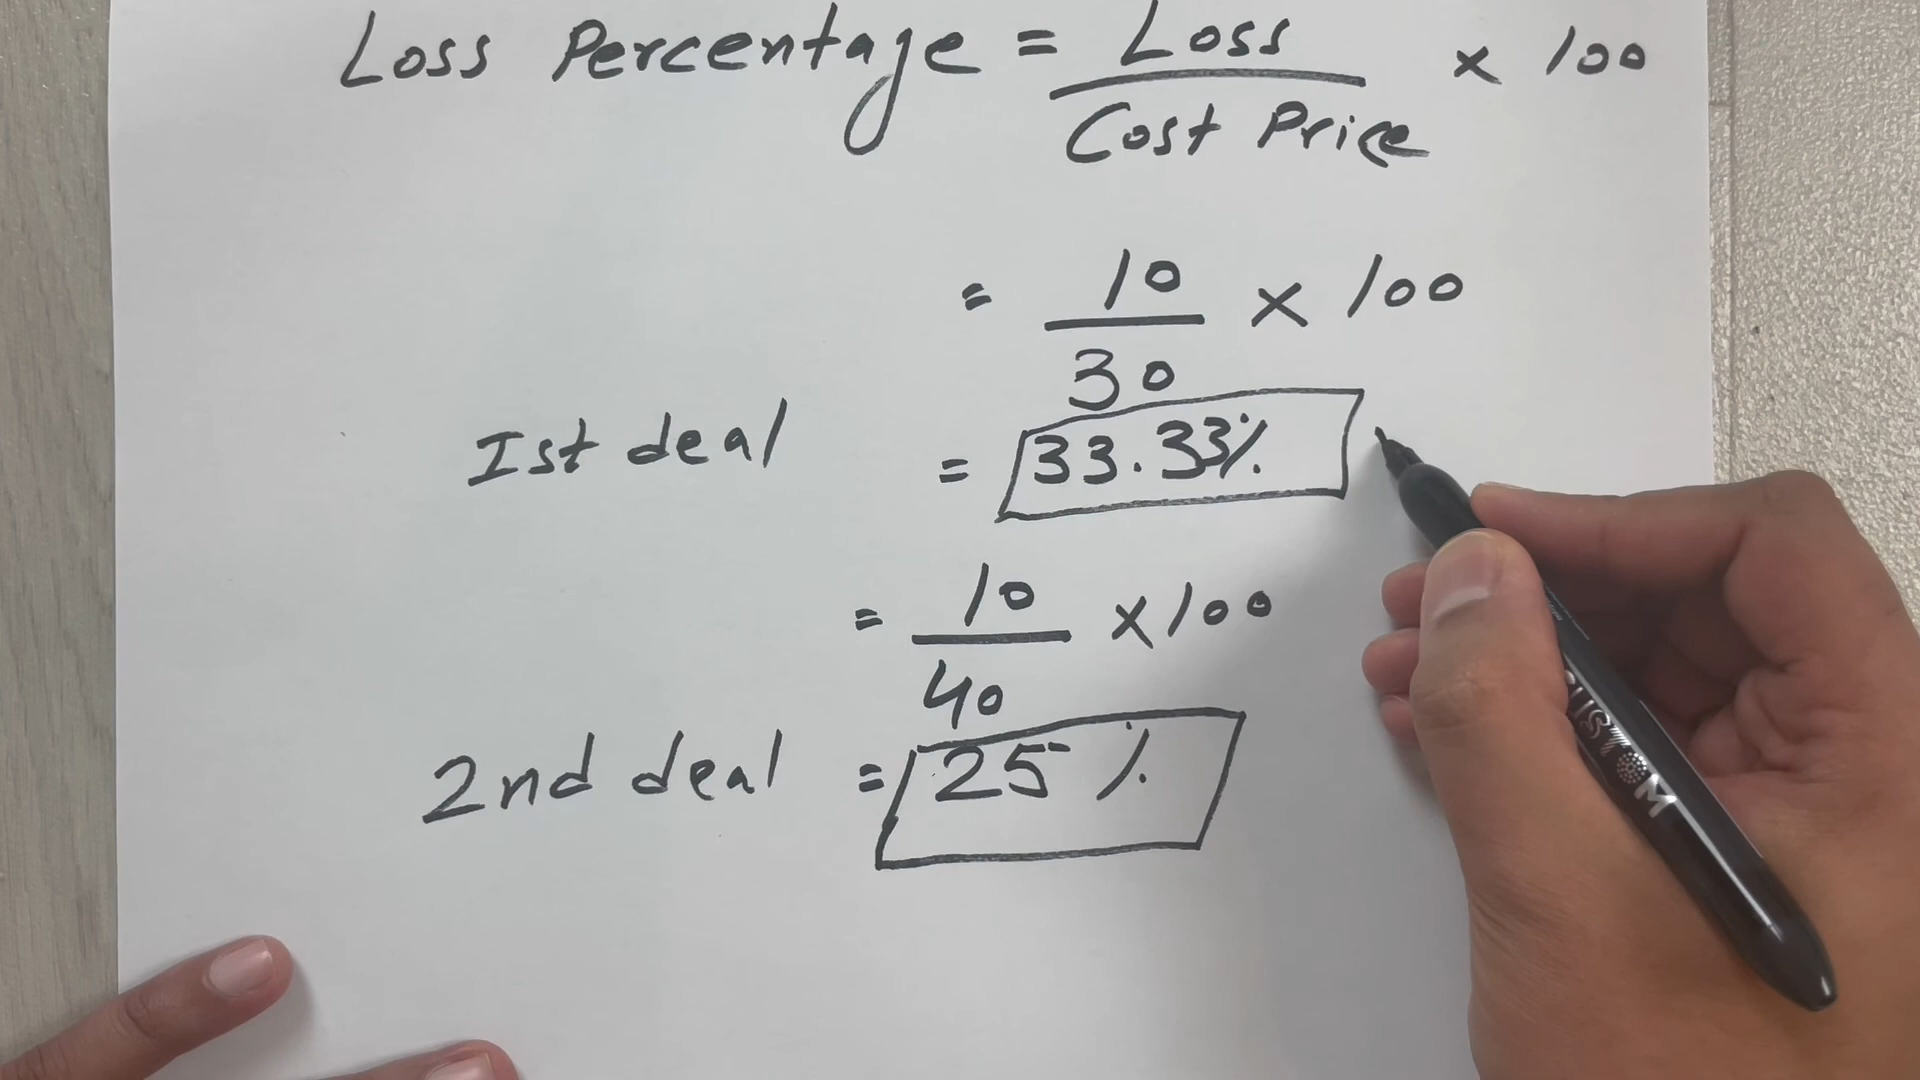 Loss Percentage = Loss / Cost Price × 100
= 10 / 30 × 100
Ist deal = 33.33%
= 10 / 40 × 100
2nd deal = 25 %